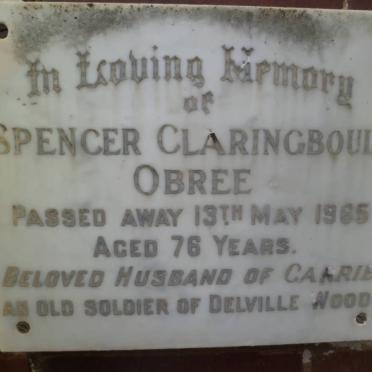 In Loving Memory
of
SPENCER CLARINGBOUL
OBREE
PASSED AWAY 13TH MAY 1965
AGED 76 YEARS.
BELOVED HUSBAND OF CARRIE
AN OLD SOLDIER OF DELVILLE WOOD